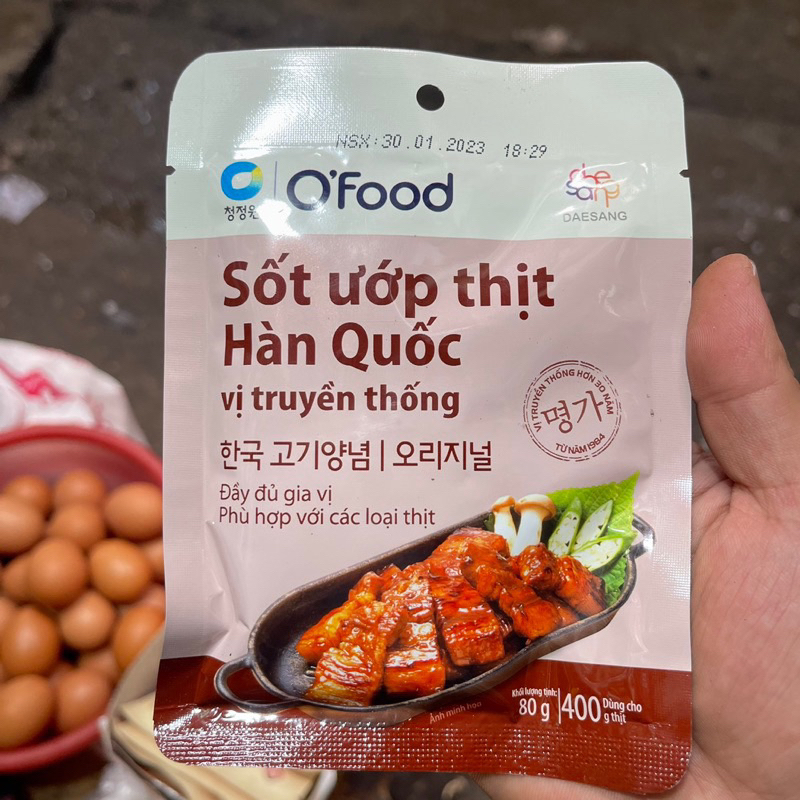 NSX:30.01.2023 18:29
청정원
O'Food
chesang
DAESANG
Sốt ướp thịt
Hàn Quốc
vị truyền thống
VỊ TRUYỀN THỐNG HƠN 30 NĂM
명가
TỪ NĂM 1984
한국 고기양념 | 오리지널
Đầy đủ gia vị
Phù hợp với các loại thịt
Khối lượng tịnh:
80 g
400
Dùng cho
g thịt
Ảnh minh họa